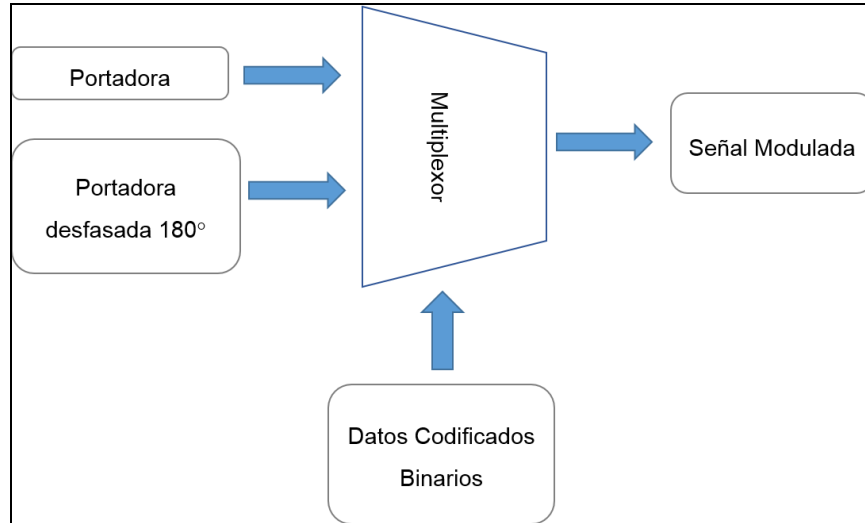 Portadora
Portadora
desfasada 180°
Multiplexor
Señal Modulada
Datos Codificados
Binarios